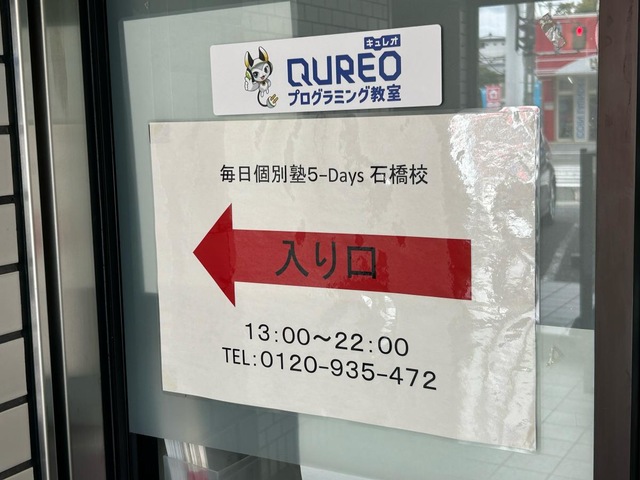 キュレオ
QUREO
プログラミング教室
毎日個別塾5-Days 石橋校
入り口
13:00～22:00
TEL:0120-935-472